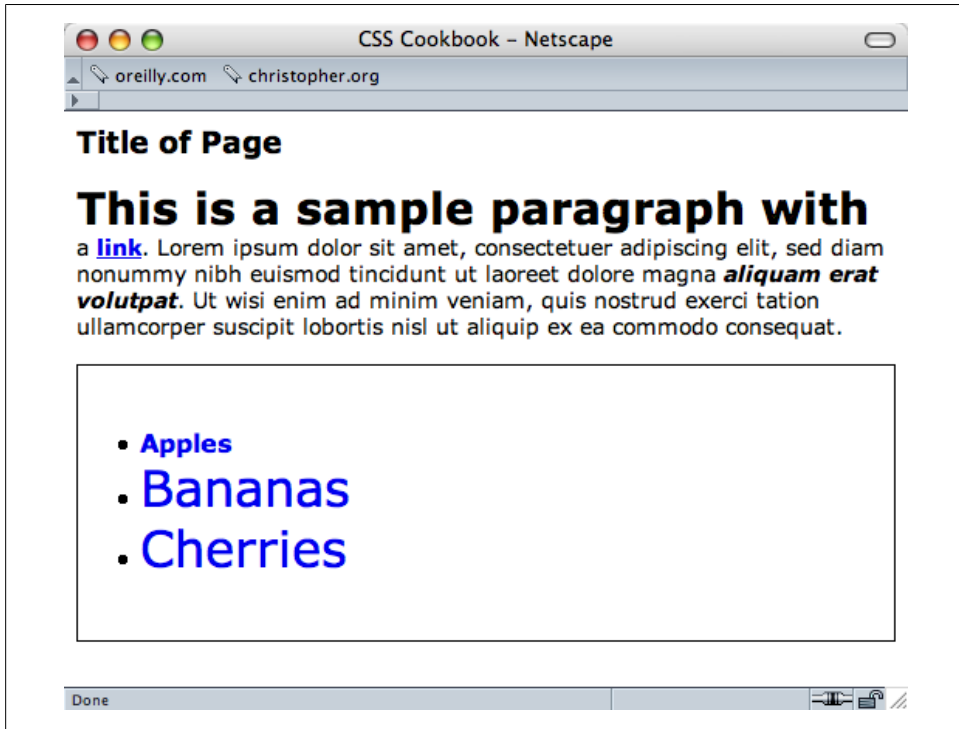 CSS Cookbook – Netscape
oreilly.com christopher.org
Title of Page
This is a sample paragraph with
a link. Lorem ipsum dolor sit amet, consectetuer adipiscing elit, sed diam
nonummy nibh euismod tincidunt ut laoreet dolore magna aliquam erat
volutpat. Ut wisi enim ad minim veniam, quis nostrud exerci tation
ullamcorper suscipit lobortis nisl ut aliquip ex ea commodo consequat.
• Apples
• Bananas
• Cherries
Done